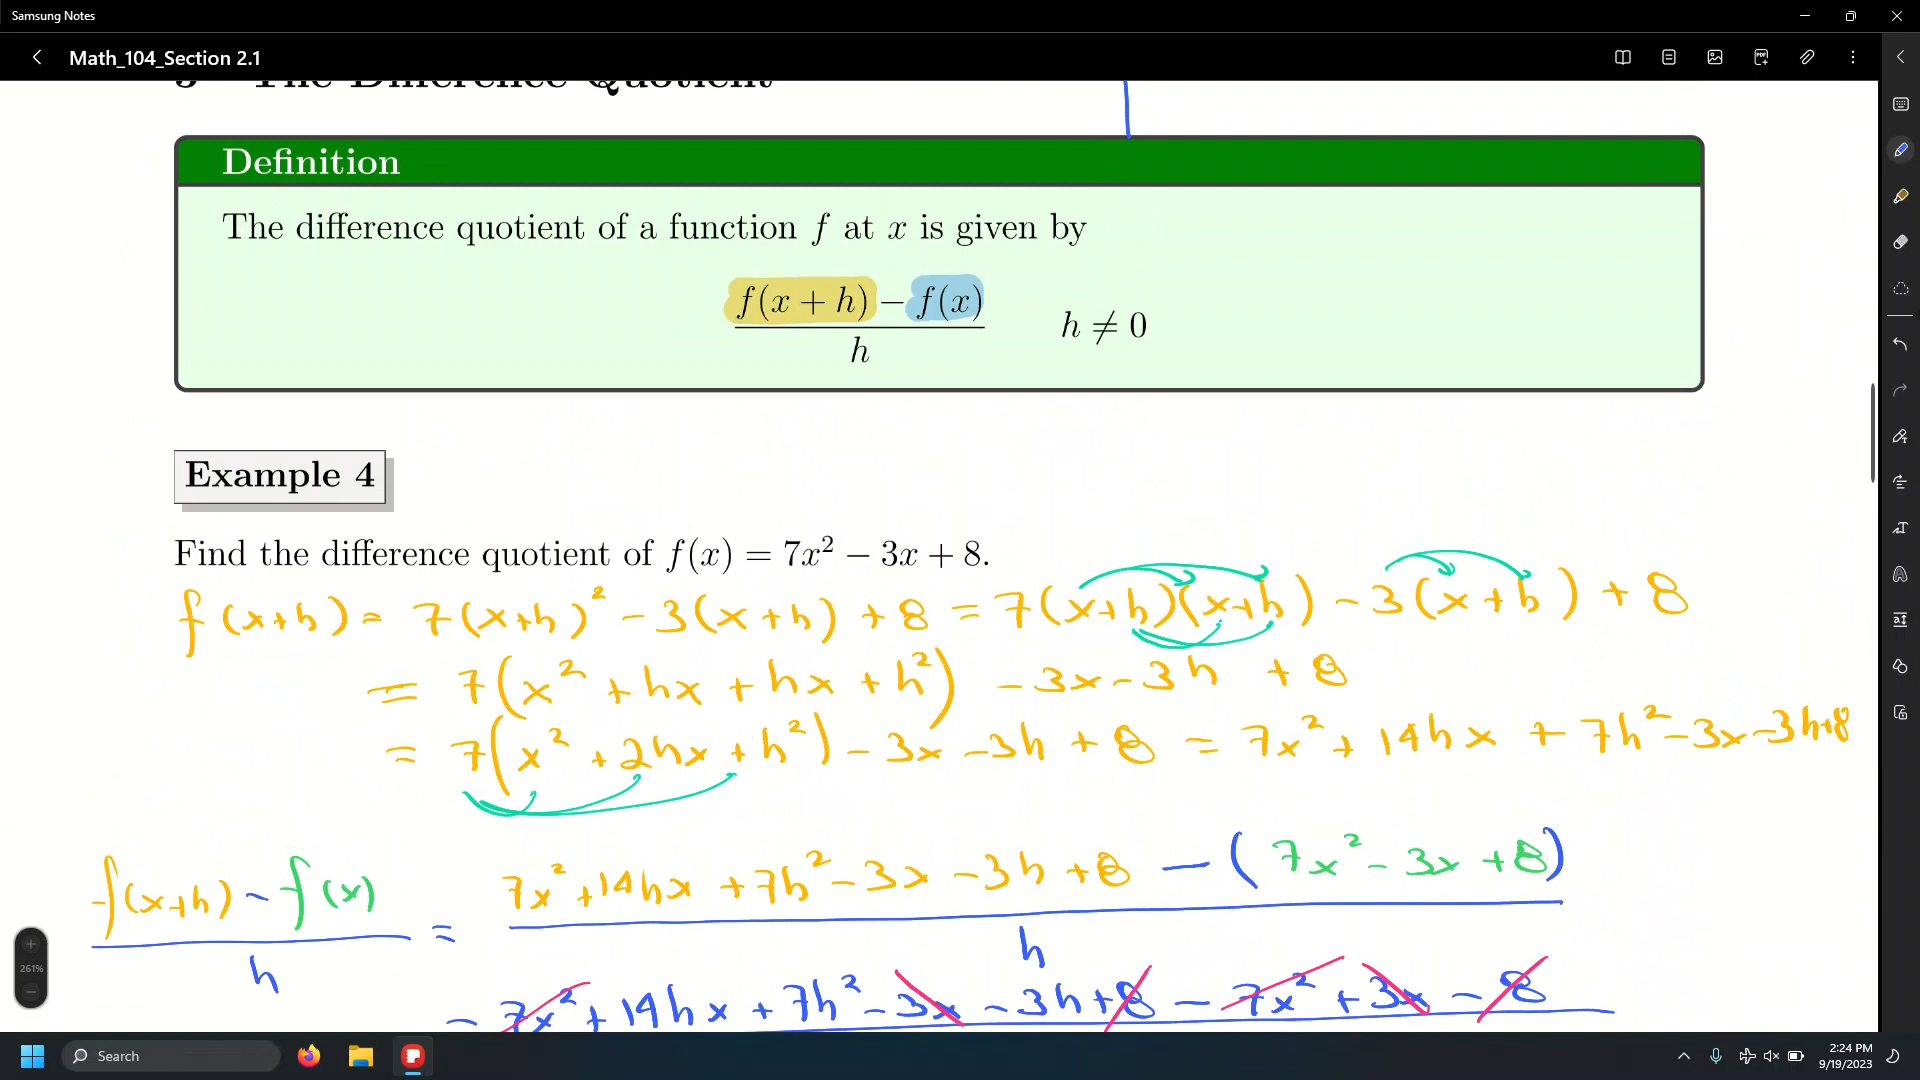 Samsung Notes
Math_104_Section 2.1
3 The Difference Quotient
Definition
The difference quotient of a function f at x is given by
f(x + h) − f(x)
h
h ≠ 0
Example 4
Find the difference quotient of f(x) = 7x² − 3x + 8.
f(x+h) = 7(x+h)² − 3(x+h) + 8 = 7(x+h)(x+h) − 3(x+h) + 8
= 7(x² + hx + hx + h²) − 3x − 3h + 8
= 7(x² + 2hx + h²) − 3x − 3h + 8 = 7x² + 14hx + 7h² − 3x − 3h + 8
f(x+h) − f(x) = 7x² + 14hx + 7h² − 3x − 3h + 8 − (7x² − 3x + 8)
h h
= 7x² + 14hx + 7h² − 3x − 3h + 8 − 7x² + 3x − 8
261%
Search
2:24 PM
9/19/2023